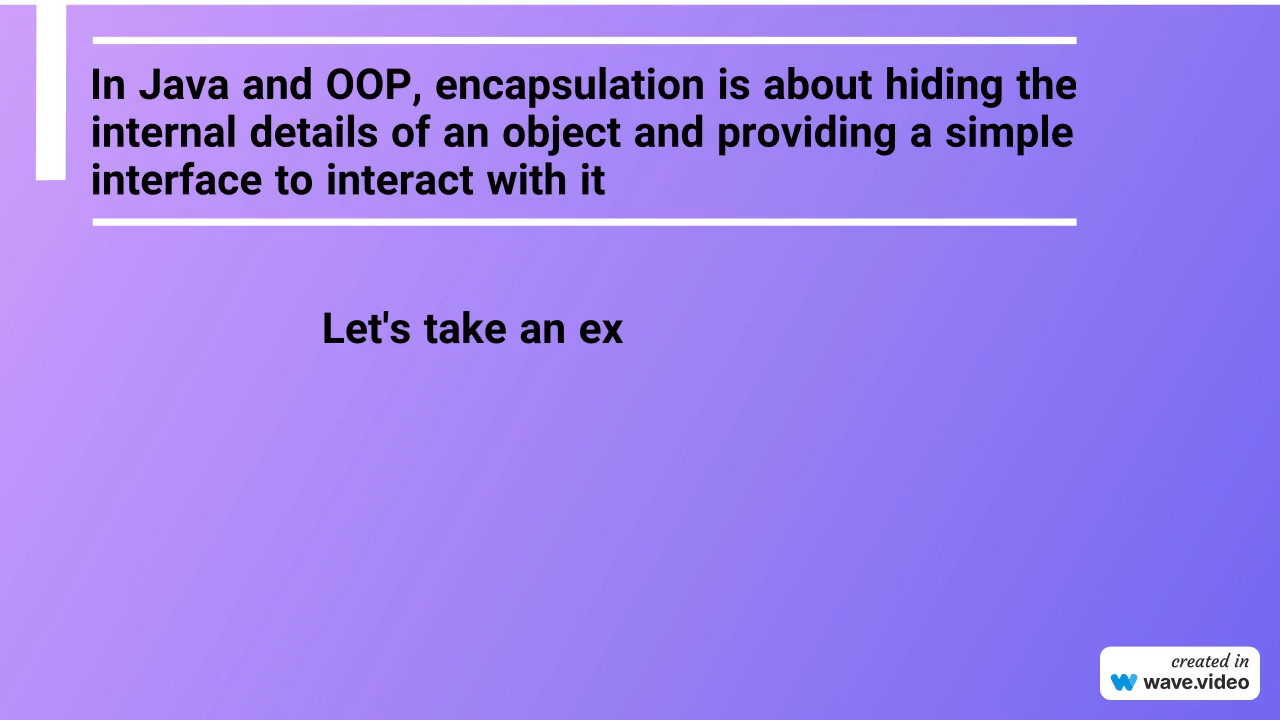 In Java and OOP, encapsulation is about hiding the
internal details of an object and providing a simple
interface to interact with it
Let's take an ex
created in
wave.video